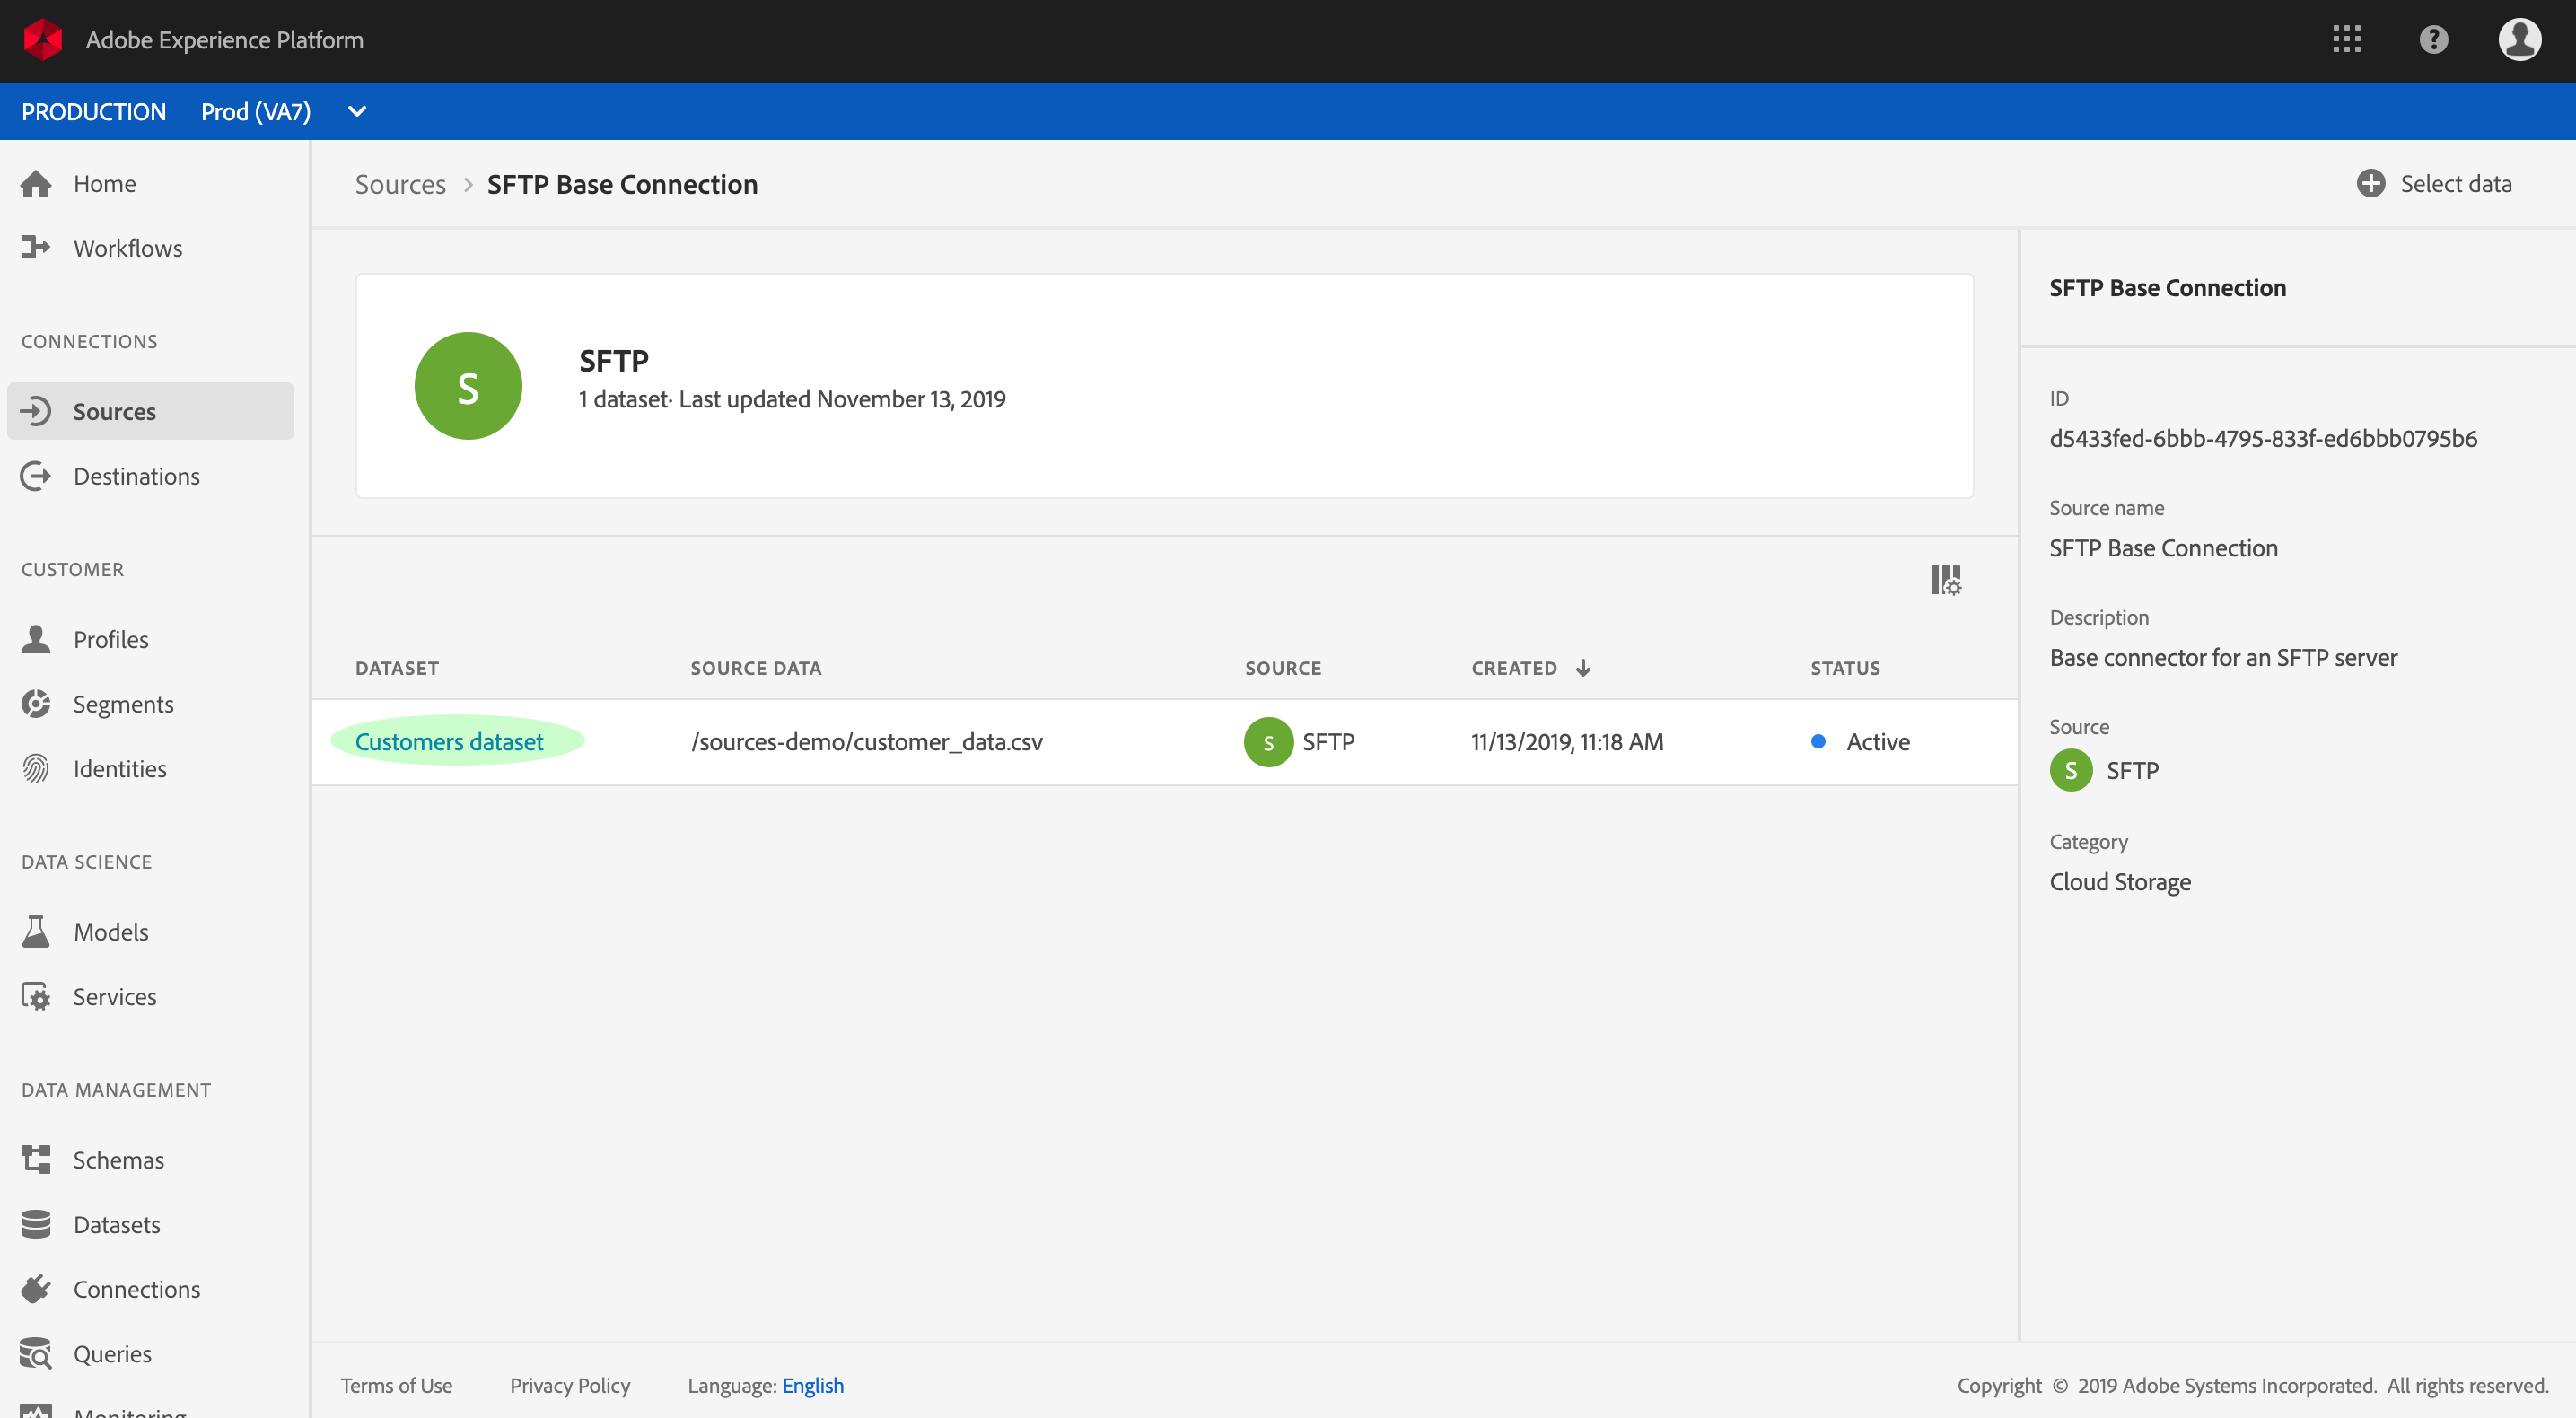 Adobe Experience Platform
?
PRODUCTION Prod (VA7)
Home
Workflows
CONNECTIONS
Sources
Destinations
CUSTOMER
Profiles
Segments
Identities
DATA SCIENCE
Models
Services
DATA MANAGEMENT
Schemas
Datasets
Connections
Queries
Monitoring
Sources > SFTP Base Connection
Select data
S
SFTP
1 dataset· Last updated November 13, 2019
DATASET SOURCE DATA SOURCE CREATED STATUS
Customers dataset /sources-demo/customer_data.csv S SFTP 11/13/2019, 11:18 AM Active
SFTP Base Connection
ID
d5433fed-6bbb-4795-833f-ed6bbb0795b6
Source name
SFTP Base Connection
Description
Base connector for an SFTP server
Source
S SFTP
Category
Cloud Storage
Terms of Use Privacy Policy Language: English
Copyright © 2019 Adobe Systems Incorporated. All rights reserved.